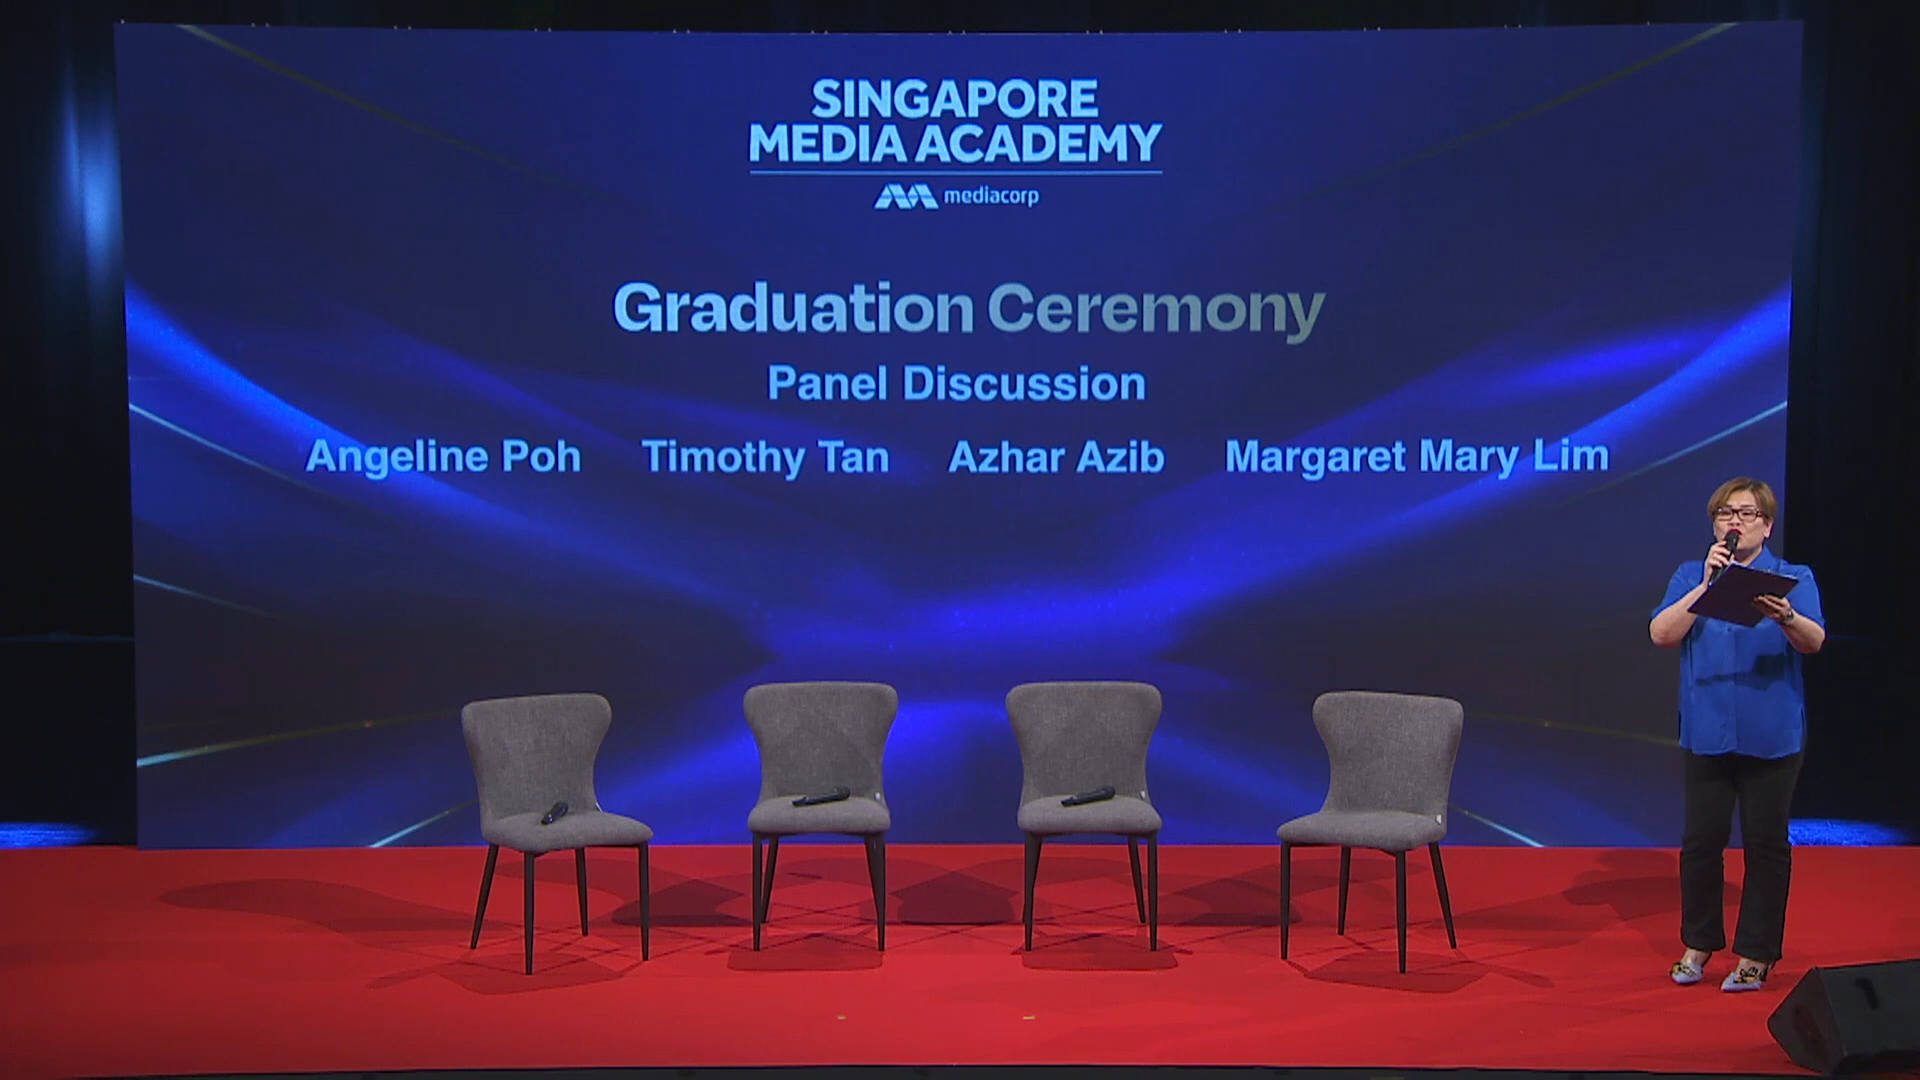 SINGAPORE
MEDIA ACADEMY
mediacorp
Graduation Ceremony
Panel Discussion
Angeline Poh Timothy Tan Azhar Azib Margaret Mary Lim